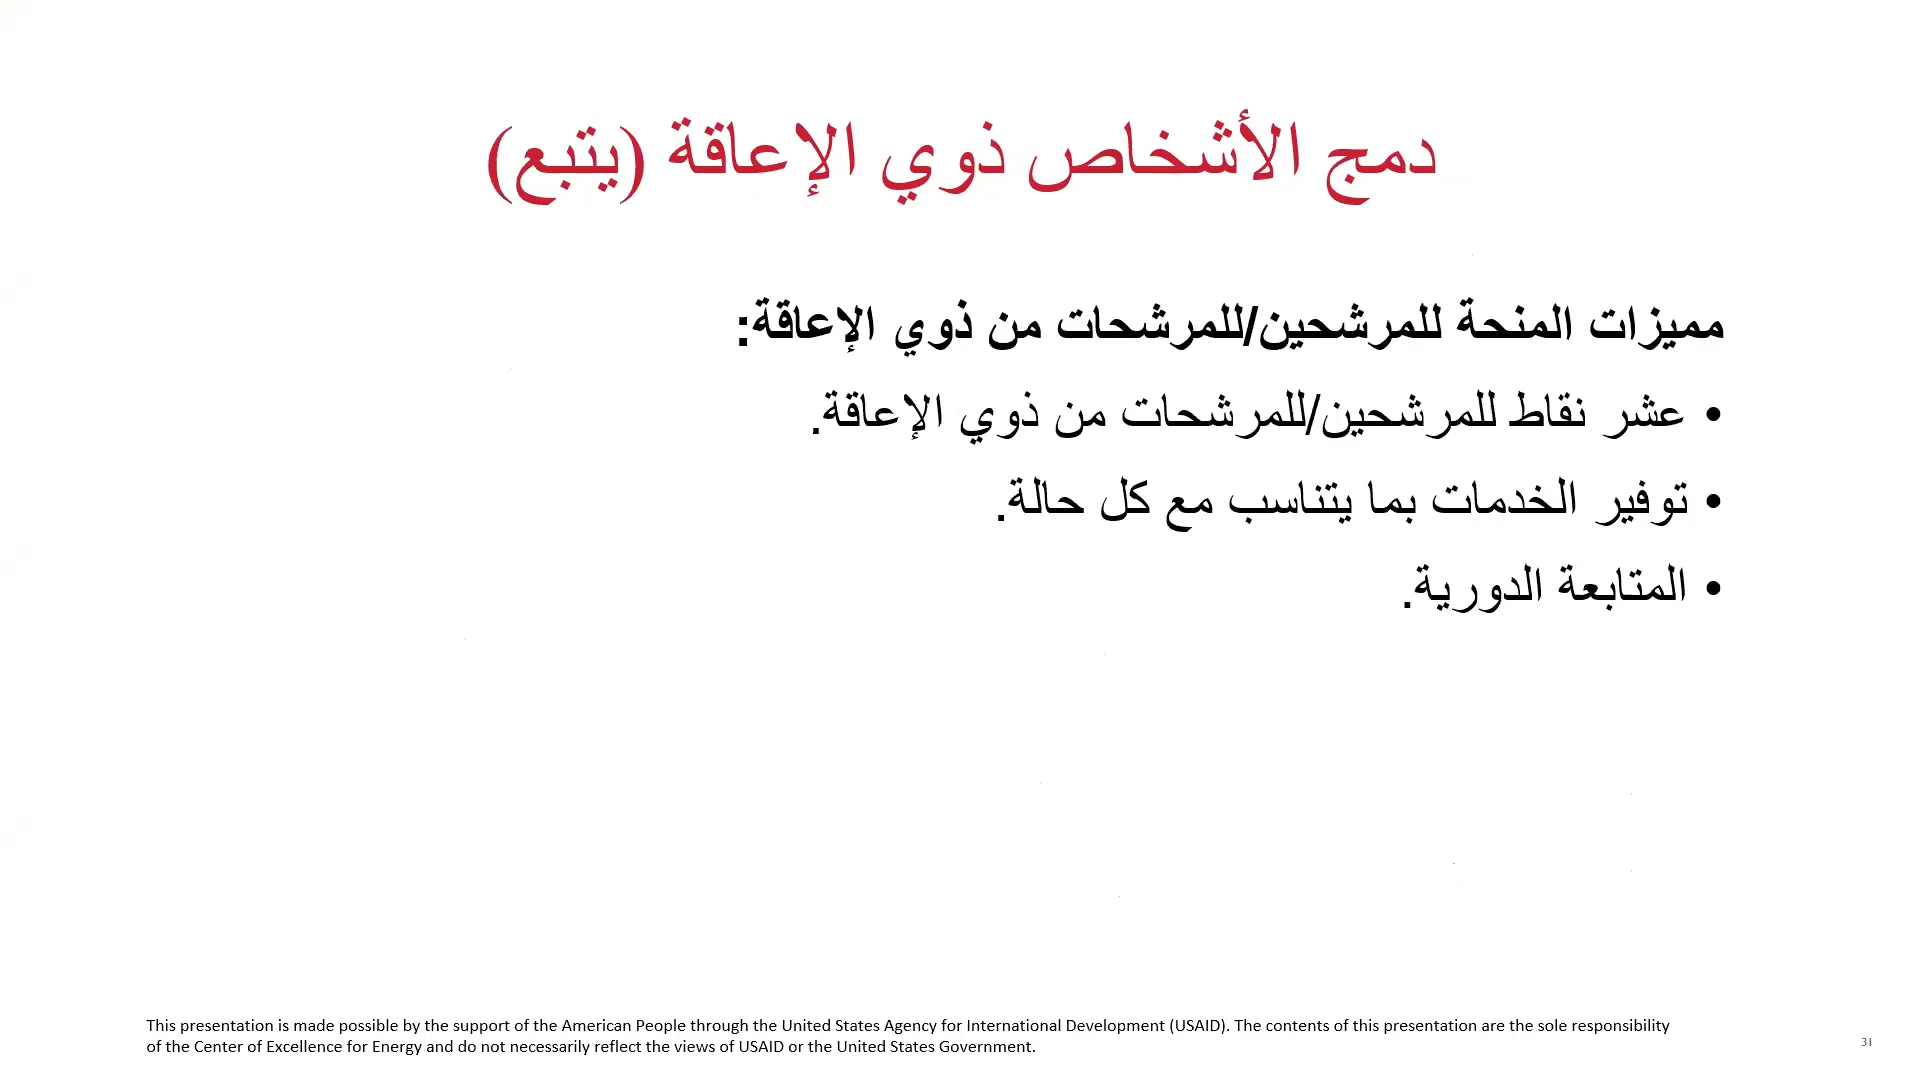 دمج الأشخاص ذوي الإعاقة (يتبع)
مميزات المنحة للمرشحين/للمرشحات من ذوي الإعاقة:
• عشر نقاط للمرشحين/للمرشحات من ذوي الإعاقة.
• توفير الخدمات بما يتناسب مع كل حالة.
• المتابعة الدورية.
This presentation is made possible by the support of the American People through the United States Agency for International Development (USAID). The contents of this presentation are the sole responsibility
of the Center of Excellence for Energy and do not necessarily reflect the views of USAID or the United States Government.
31